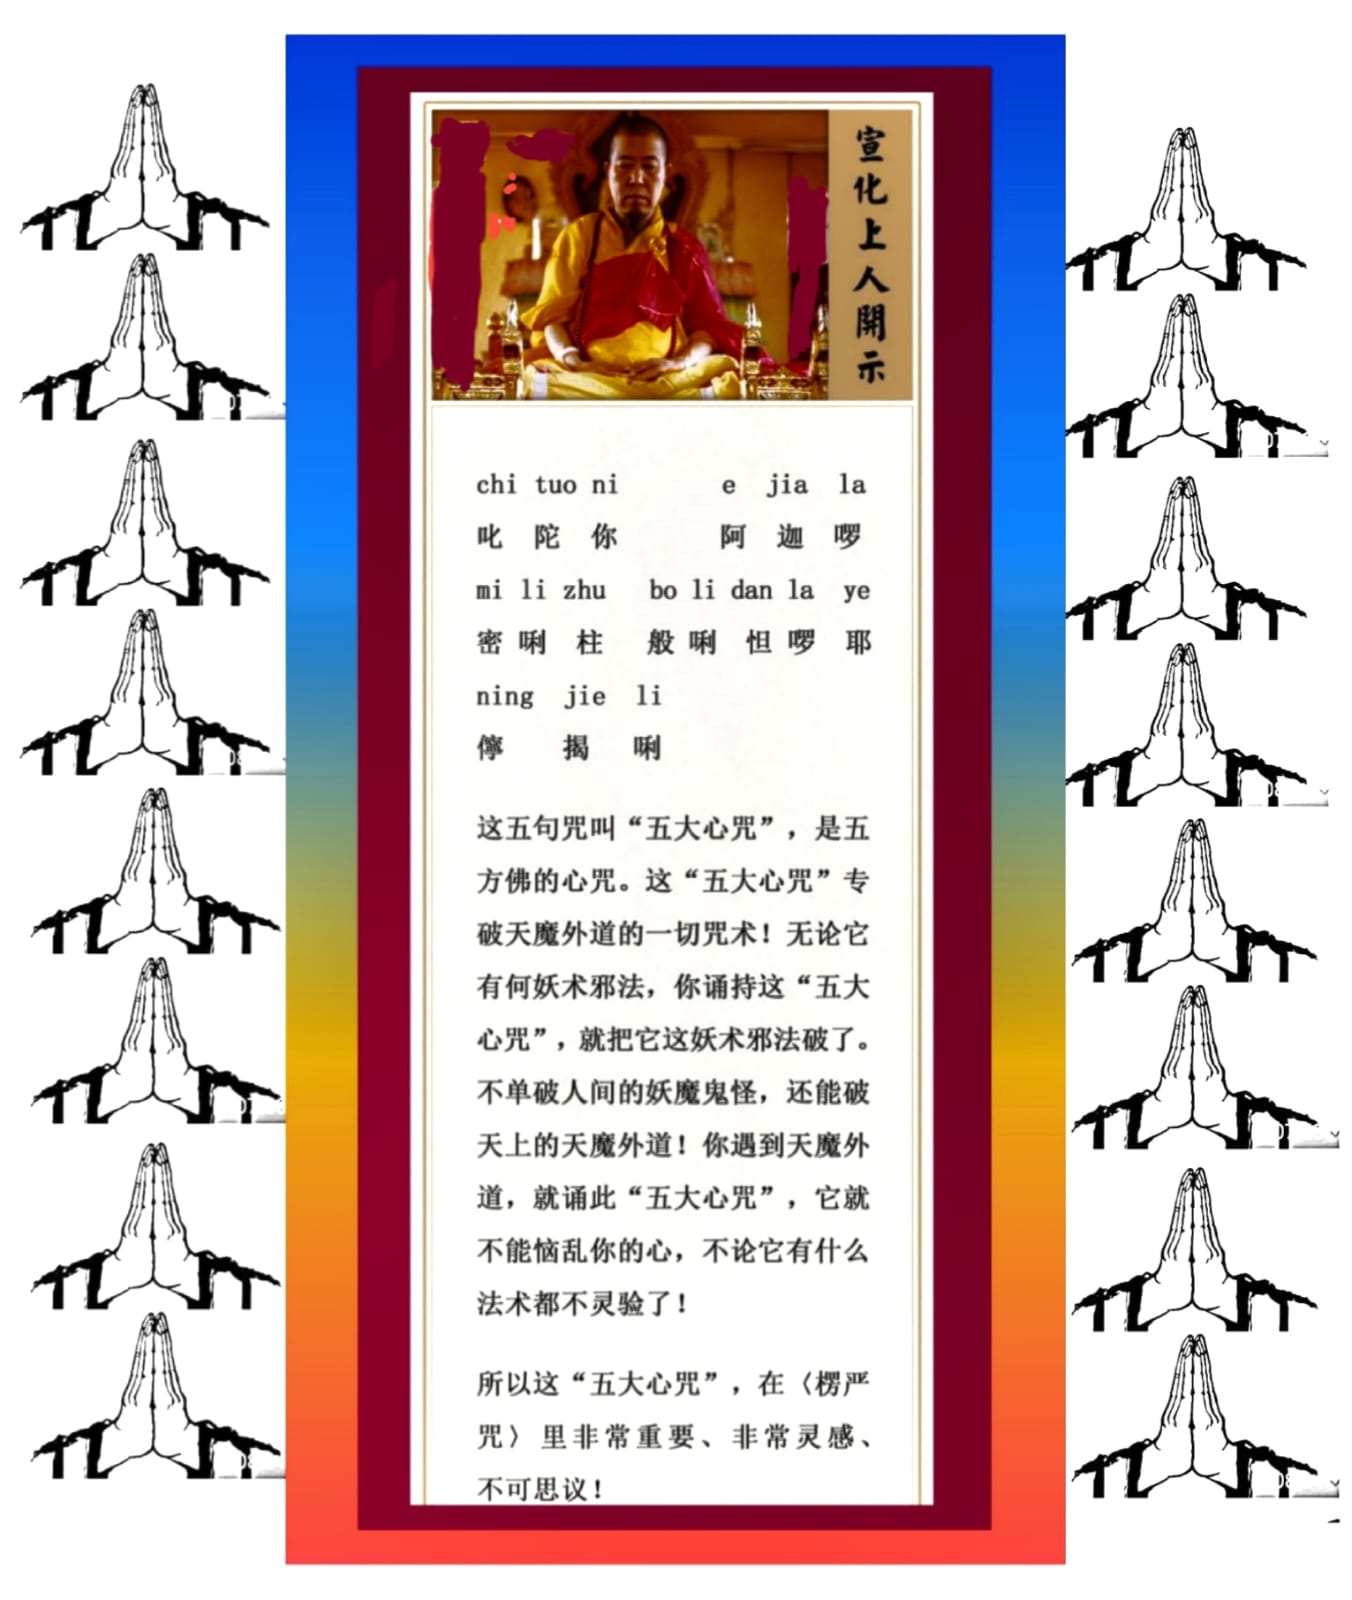 宣化上人開示
chi tuo ni e jia la
叱 陀 你 阿 迦 啰
mi li zhu bo li dan la ye
密 唎 柱 般 唎 怛 啰 耶
ning jie li
儜 揭 唎
这五句咒叫“五大心咒”，是五
方佛的心咒。这“五大心咒”专
破天魔外道的一切咒术！无论它
有何妖术邪法，你诵持这“五大
心咒”，就把它这妖术邪法破了。
不单破人间的妖魔鬼怪，还能破
天上的天魔外道！你遇到天魔外
道，就诵此“五大心咒”，它就
不能恼乱你的心，不论它有什么
法术都不灵验了！
所以这“五大心咒”，在〈楞严
咒〉里非常重要、非常灵感、
不可思议！